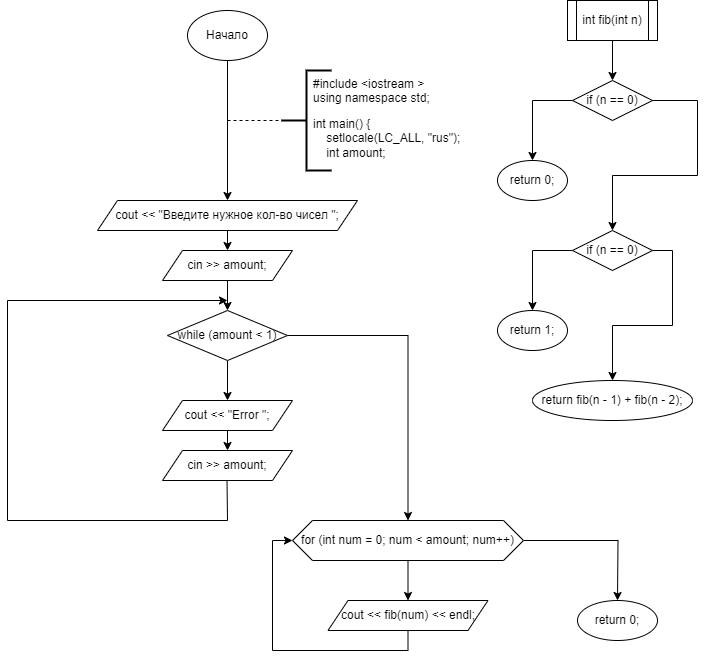 Начало
#include <iostream >
using namespace std;
int main() {
setlocale(LC_ALL, "rus");
int amount;
cout << "Введите нужное кол-во чисел ";
cin >> amount;
while (amount < 1)
cout << "Error ";
cin >> amount;
for (int num = 0; num < amount; num++)
cout << fib(num) << endl;
return 0;
int fib(int n)
if (n == 0)
return 0;
if (n == 0)
return 1;
return fib(n - 1) + fib(n - 2);